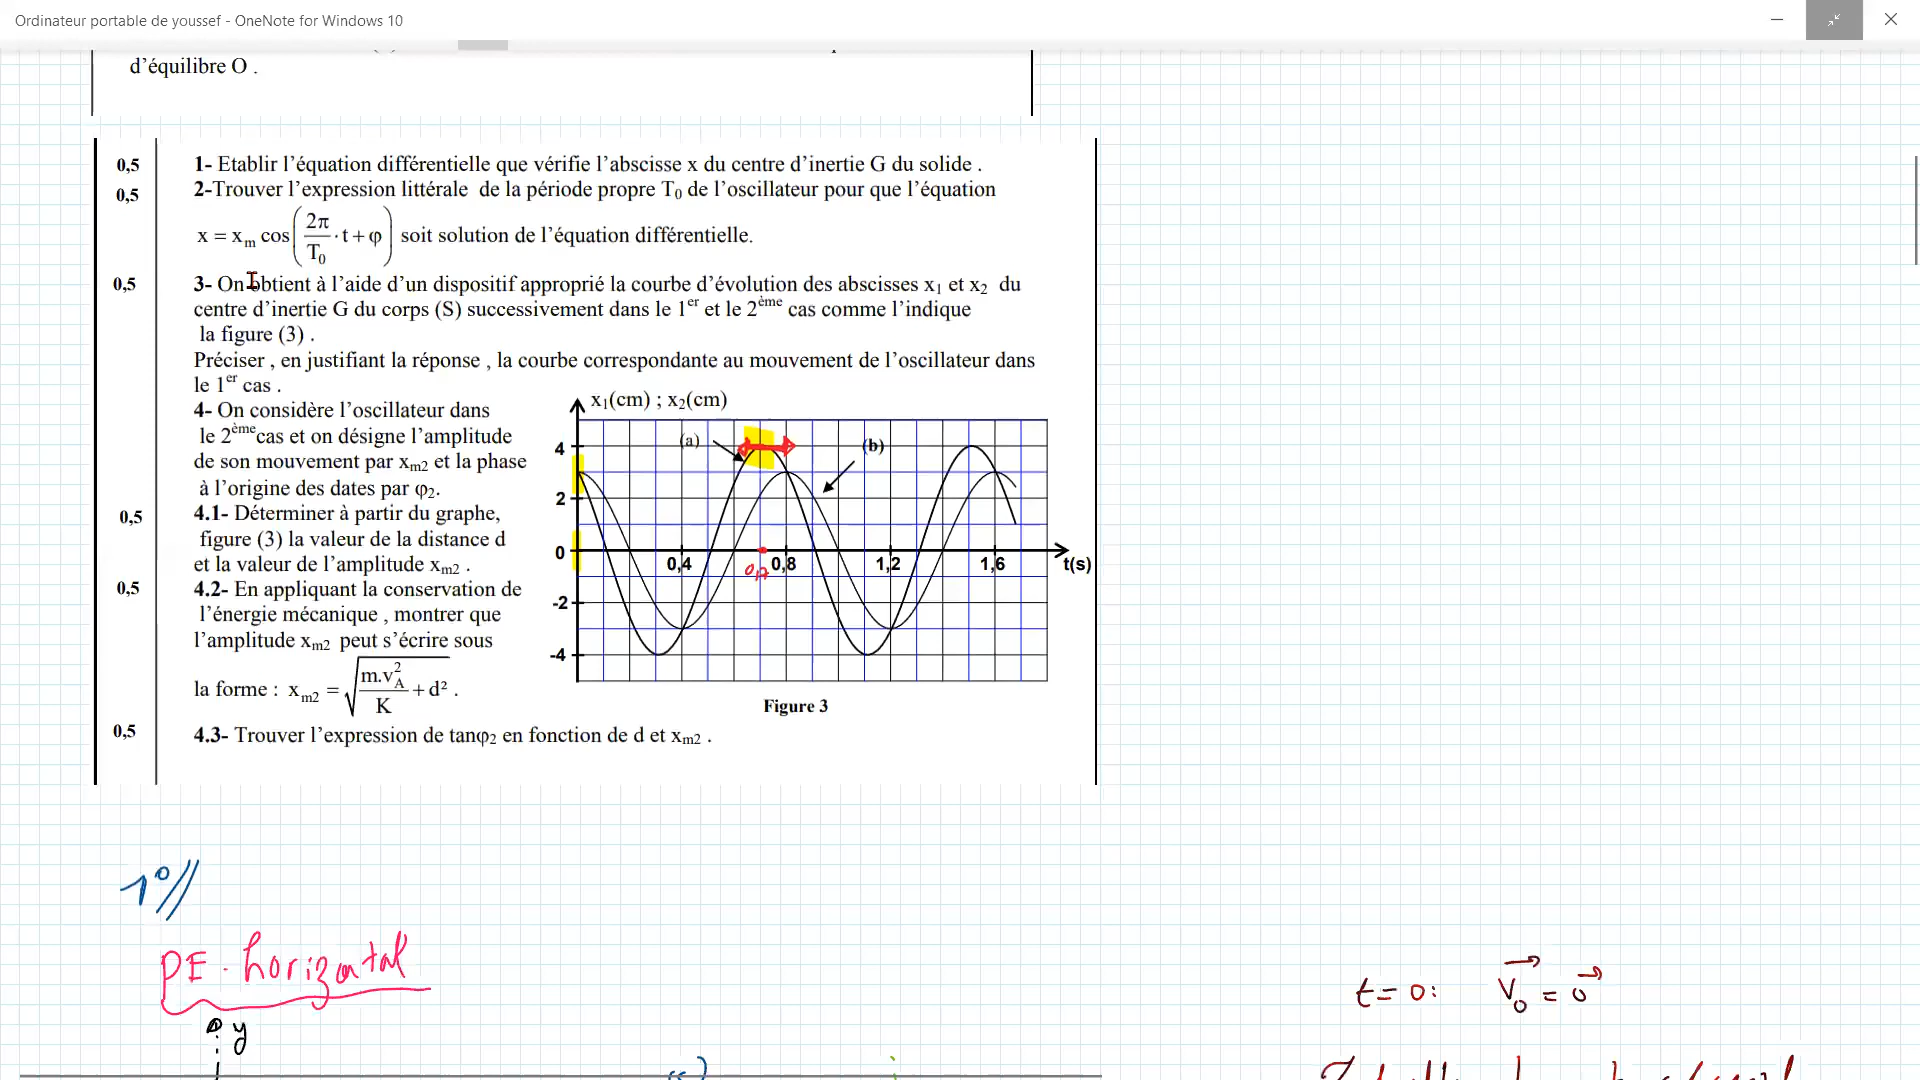 Ordinateur portable de youssef - OneNote for Windows 10
d’équilibre O .
0,5 1- Etablir l’équation différentielle que vérifie l’abscisse x du centre d’inertie G du solide .
0,5 2-Trouver l’expression littérale de la période propre T₀ de l’oscillateur pour que l’équation
x = xₘ cos(2π/T₀ · t + φ) soit solution de l’équation différentielle.
0,5 3- On obtient à l’aide d’un dispositif approprié la courbe d’évolution des abscisses x₁ et x₂ du
centre d’inertie G du corps (S) successivement dans le 1er et le 2ème cas comme l’indique
la figure (3) .
Préciser , en justifiant la réponse , la courbe correspondante au mouvement de l’oscillateur dans
le 1er cas .
4- On considère l’oscillateur dans
le 2ème cas et on désigne l’amplitude
de son mouvement par xm2 et la phase
à l’origine des dates par φ₂.
0,5 4.1- Déterminer à partir du graphe,
figure (3) la valeur de la distance d
et la valeur de l’amplitude xm2 .
0,5 4.2- En appliquant la conservation de
l’énergie mécanique , montrer que
l’amplitude xm2 peut s’écrire sous
la forme : xm2 = √(m.vA²/K + d²) .
0,5 4.3- Trouver l’expression de tanφ₂ en fonction de d et xm2 .
x₁(cm) ; x₂(cm)
(a) (b)
4
2
0
-2
-4
0,4 0,7 0,8 1,2 1,6 t(s)
Figure 3
1°//
PE. horizontal
y
t = 0: V₀ = 0